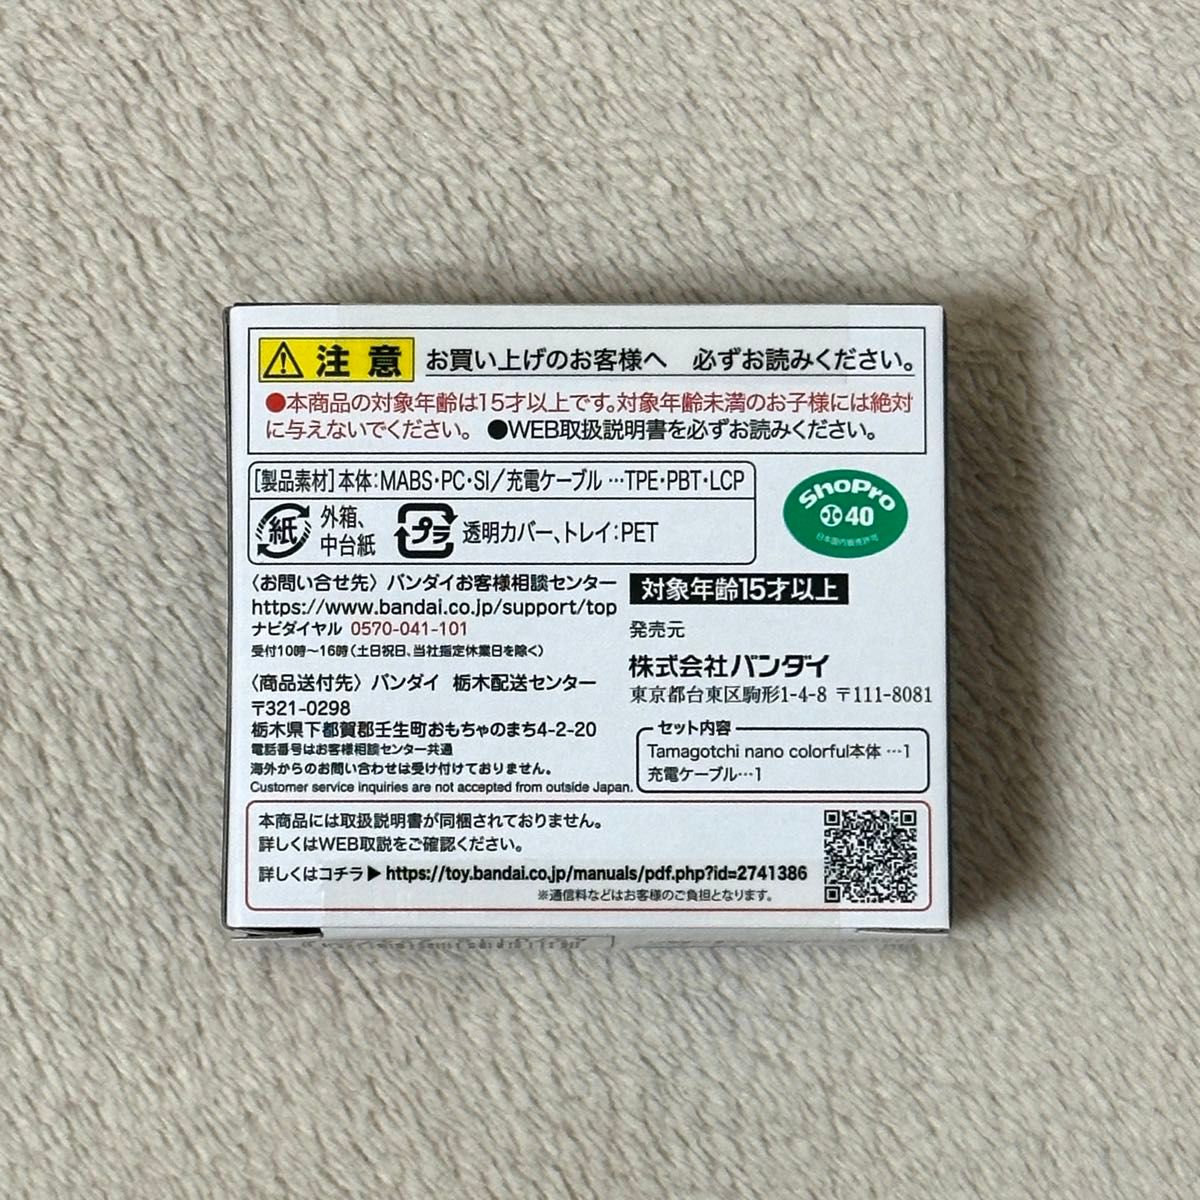 注意 お買い上げのお客様へ 必ずお読みください。
●本商品の対象年齢は15才以上です。対象年齢未満のお子様には絶対
に与えないでください。 ●WEB取扱説明書を必ずお読みください。
[製品素材]本体：MABS・PC・SI/充電ケーブル …TPE・PBT・LCP
紙 外箱、
中台紙
プラ 透明カバー、トレイ：PET
ShoPro
40
日本国内販売許可
〈お問い合せ先〉バンダイお客様相談センター
https://www.bandai.co.jp/support/top
ナビダイヤル 0570-041-101
受付10時〜16時(土日祝日、当社指定休業日を除く)
〈商品送付先〉バンダイ 栃木配送センター
〒321-0298
栃木県下都賀郡壬生町おもちゃのまち4-2-20
電話番号はお客様相談センター共通
海外からのお問い合わせは受け付けておりません。
Customer service inquiries are not accepted from outside Japan.
対象年齢15才以上
発売元
株式会社バンダイ
東京都台東区駒形1-4-8 〒111-8081
セット内容
Tamagotchi nano colorful本体 …1
充電ケーブル…1
本商品には取扱説明書が同梱されておりません。
詳しくはWEB取説をご確認ください。
詳しくはコチラ▶https://toy.bandai.co.jp/manuals/pdf.php?id=2741386
※通信料などはお客様のご負担となります。